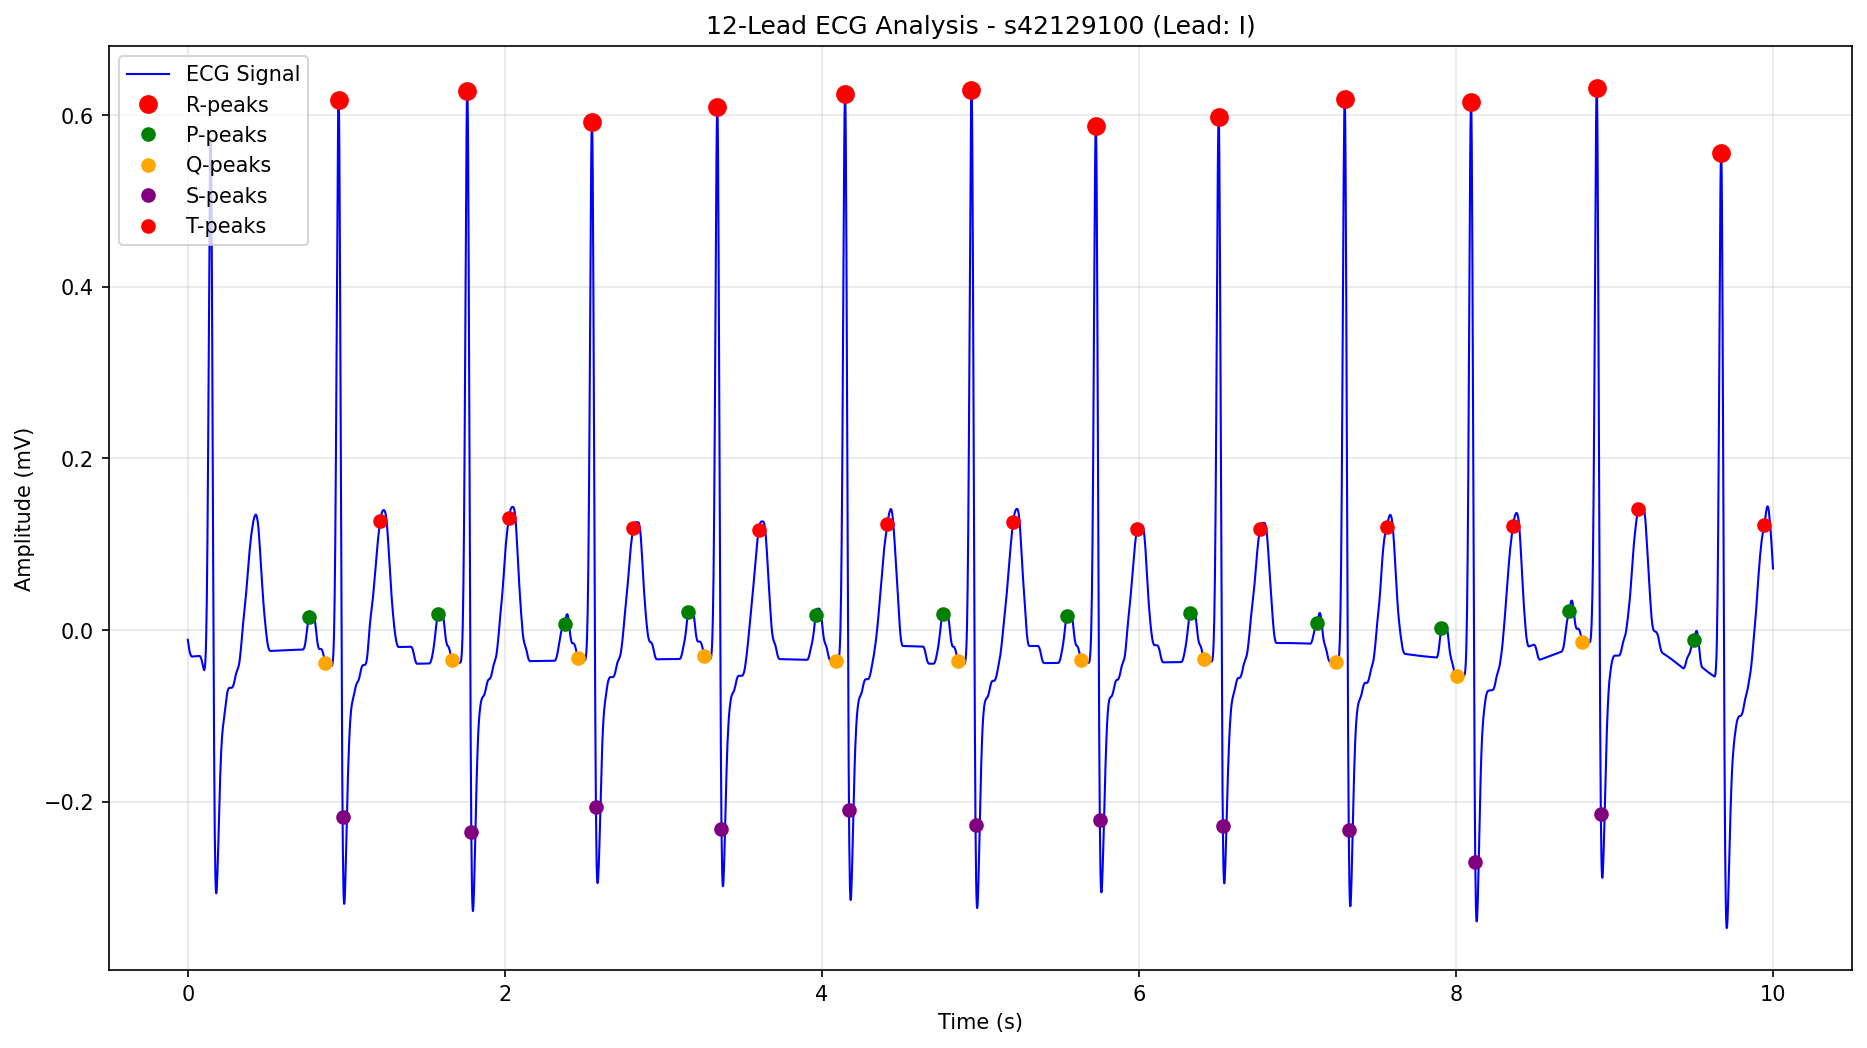 12-Lead ECG Analysis - s42129100 (Lead: I)
ECG Signal
R-peaks
P-peaks
Q-peaks
S-peaks
T-peaks
Amplitude (mV)
0.6
0.4
0.2
0.0
−0.2
0
2
4
6
8
10
Time (s)